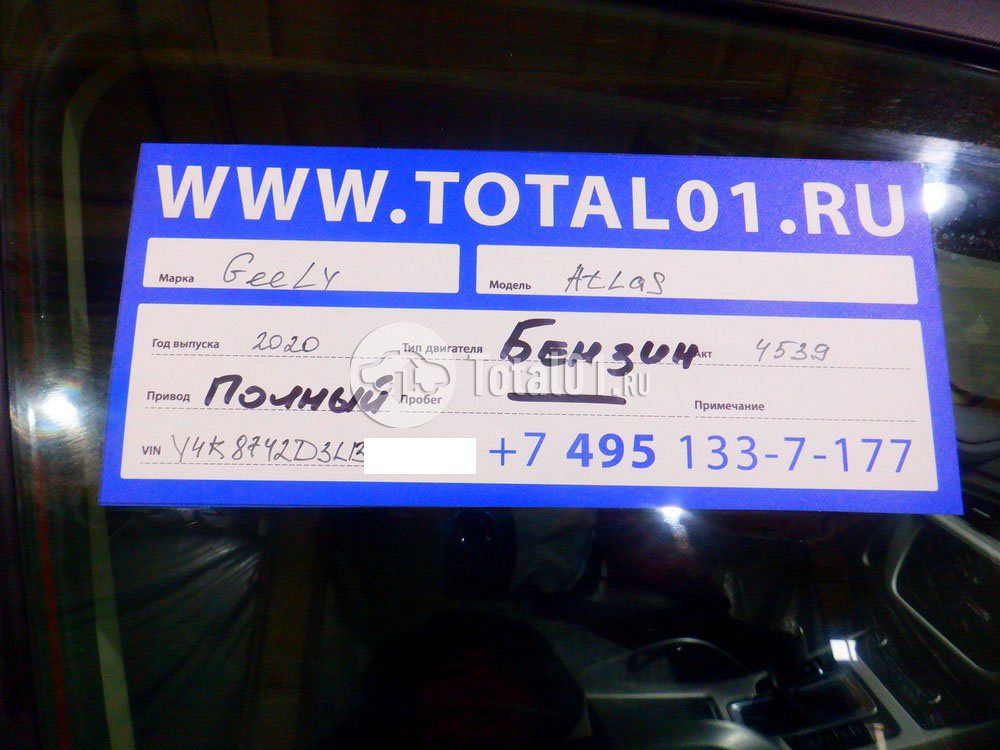 WWW.TOTAL01.RU
Марка Geely Модель Atlas
Год выпуска 2020 Тип двигателя Бензин Акт 4539
Total01.RU
Привод Полный Пробег Примечание
VIN Y4K8742D3LB +7 495 133-7-177